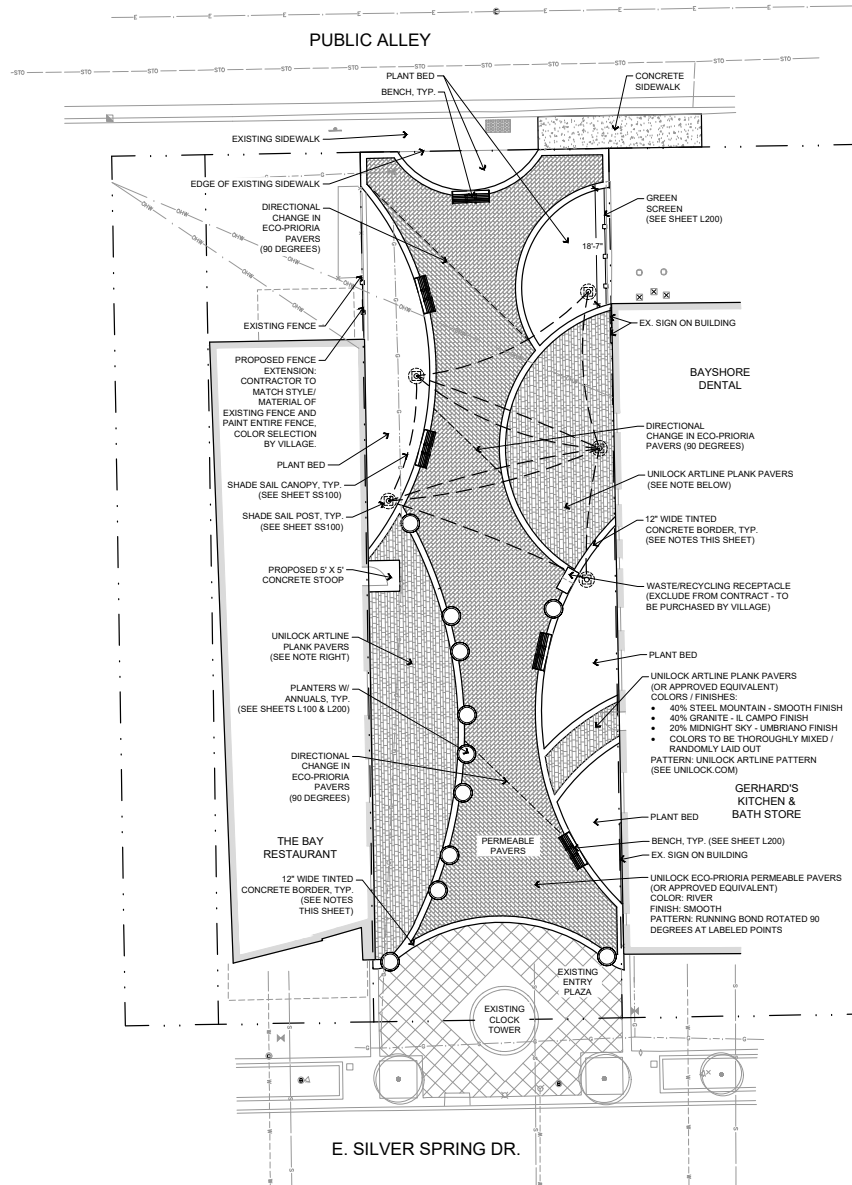 PUBLIC ALLEY
PLANT BED
BENCH, TYP.
CONCRETE
SIDEWALK
EXISTING SIDEWALK
EDGE OF EXISTING SIDEWALK
DIRECTIONAL
CHANGE IN
ECO-PRIORIA
PAVERS
(90 DEGREES)
GREEN
SCREEN
(SEE SHEET L200)
18'-7"
EXISTING FENCE
EX. SIGN ON BUILDING
PROPOSED FENCE
EXTENSION:
CONTRACTOR TO
MATCH STYLE/
MATERIAL OF
EXISTING FENCE AND
PAINT ENTIRE FENCE,
COLOR SELECTION
BY VILLAGE.
BAYSHORE
DENTAL
DIRECTIONAL
CHANGE IN ECO-PRIORIA
PAVERS (90 DEGREES)
PLANT BED
UNILOCK ARTLINE PLANK PAVERS
(SEE NOTE BELOW)
SHADE SAIL CANOPY, TYP.
(SEE SHEET SS100)
SHADE SAIL POST, TYP.
(SEE SHEET SS100)
12" WIDE TINTED
CONCRETE BORDER, TYP.
(SEE NOTES THIS SHEET)
PROPOSED 5' X 5'
CONCRETE STOOP
WASTE/RECYCLING RECEPTACLE
(EXCLUDE FROM CONTRACT - TO
BE PURCHASED BY VILLAGE)
UNILOCK ARTLINE
PLANK PAVERS
(SEE NOTE RIGHT)
PLANT BED
UNILOCK ARTLINE PLANK PAVERS
(OR APPROVED EQUIVALENT)
COLORS / FINISHES:
• 40% STEEL MOUNTAIN - SMOOTH FINISH
• 40% GRANITE - IL CAMPO FINISH
• 20% MIDNIGHT SKY - UMBRIANO FINISH
• COLORS TO BE THOROUGHLY MIXED /
RANDOMLY LAID OUT
PATTERN: UNILOCK ARTLINE PATTERN
(SEE UNILOCK.COM)
PLANTERS W/
ANNUALS, TYP.
(SEE SHEETS L100 & L200)
DIRECTIONAL
CHANGE IN
ECO-PRIORIA
PAVERS
(90 DEGREES)
GERHARD'S
KITCHEN &
BATH STORE
PLANT BED
THE BAY
RESTAURANT
PERMEABLE
PAVERS
BENCH, TYP. (SEE SHEET L200)
EX. SIGN ON BUILDING
12" WIDE TINTED
CONCRETE BORDER, TYP.
(SEE NOTES
THIS SHEET)
UNILOCK ECO-PRIORIA PERMEABLE PAVERS
(OR APPROVED EQUIVALENT)
COLOR: RIVER
FINISH: SMOOTH
PATTERN: RUNNING BOND ROTATED 90
DEGREES AT LABELED POINTS
EXISTING
ENTRY
PLAZA
EXISTING
CLOCK
TOWER
E. SILVER SPRING DR.